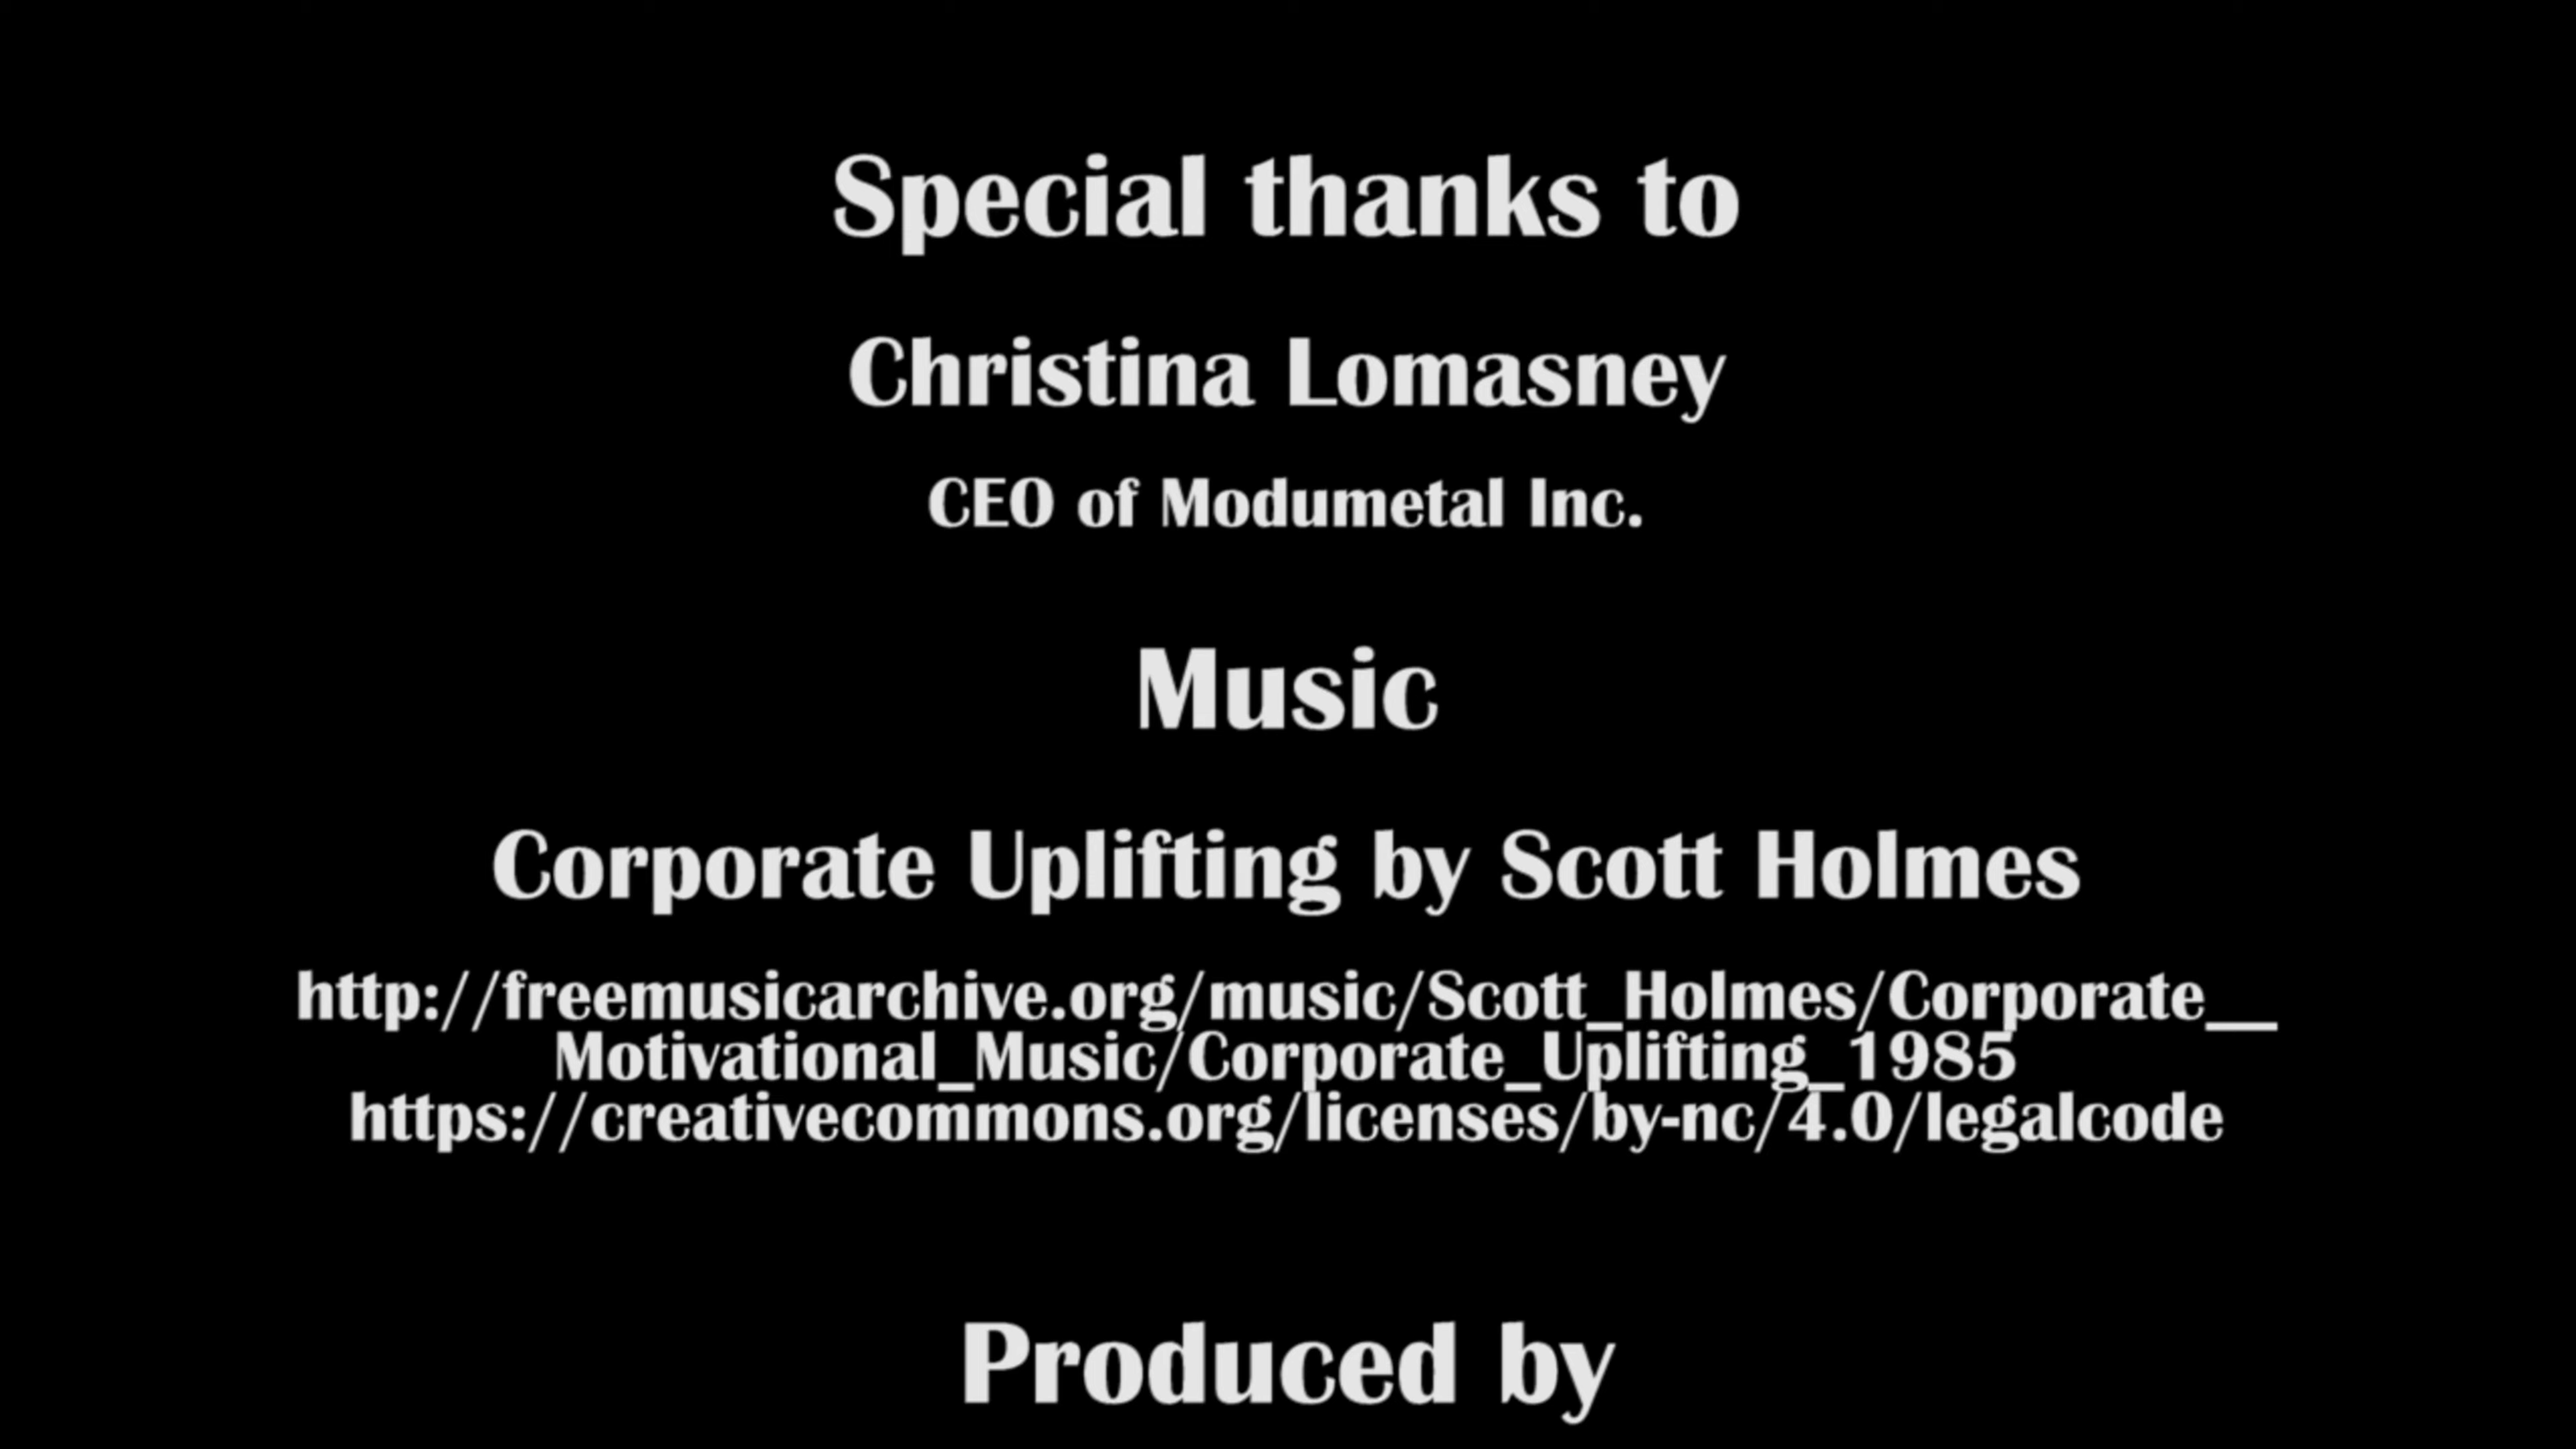 Special thanks to
Christina Lomasney
CEO of Modumetal Inc.
Music
Corporate Uplifting by Scott Holmes
http://freemusicarchive.org/music/Scott_Holmes/Corporate__
Motivational_Music/Corporate_Uplifting_1985
https://creativecommons.org/licenses/by-nc/4.0/legalcode
Produced by